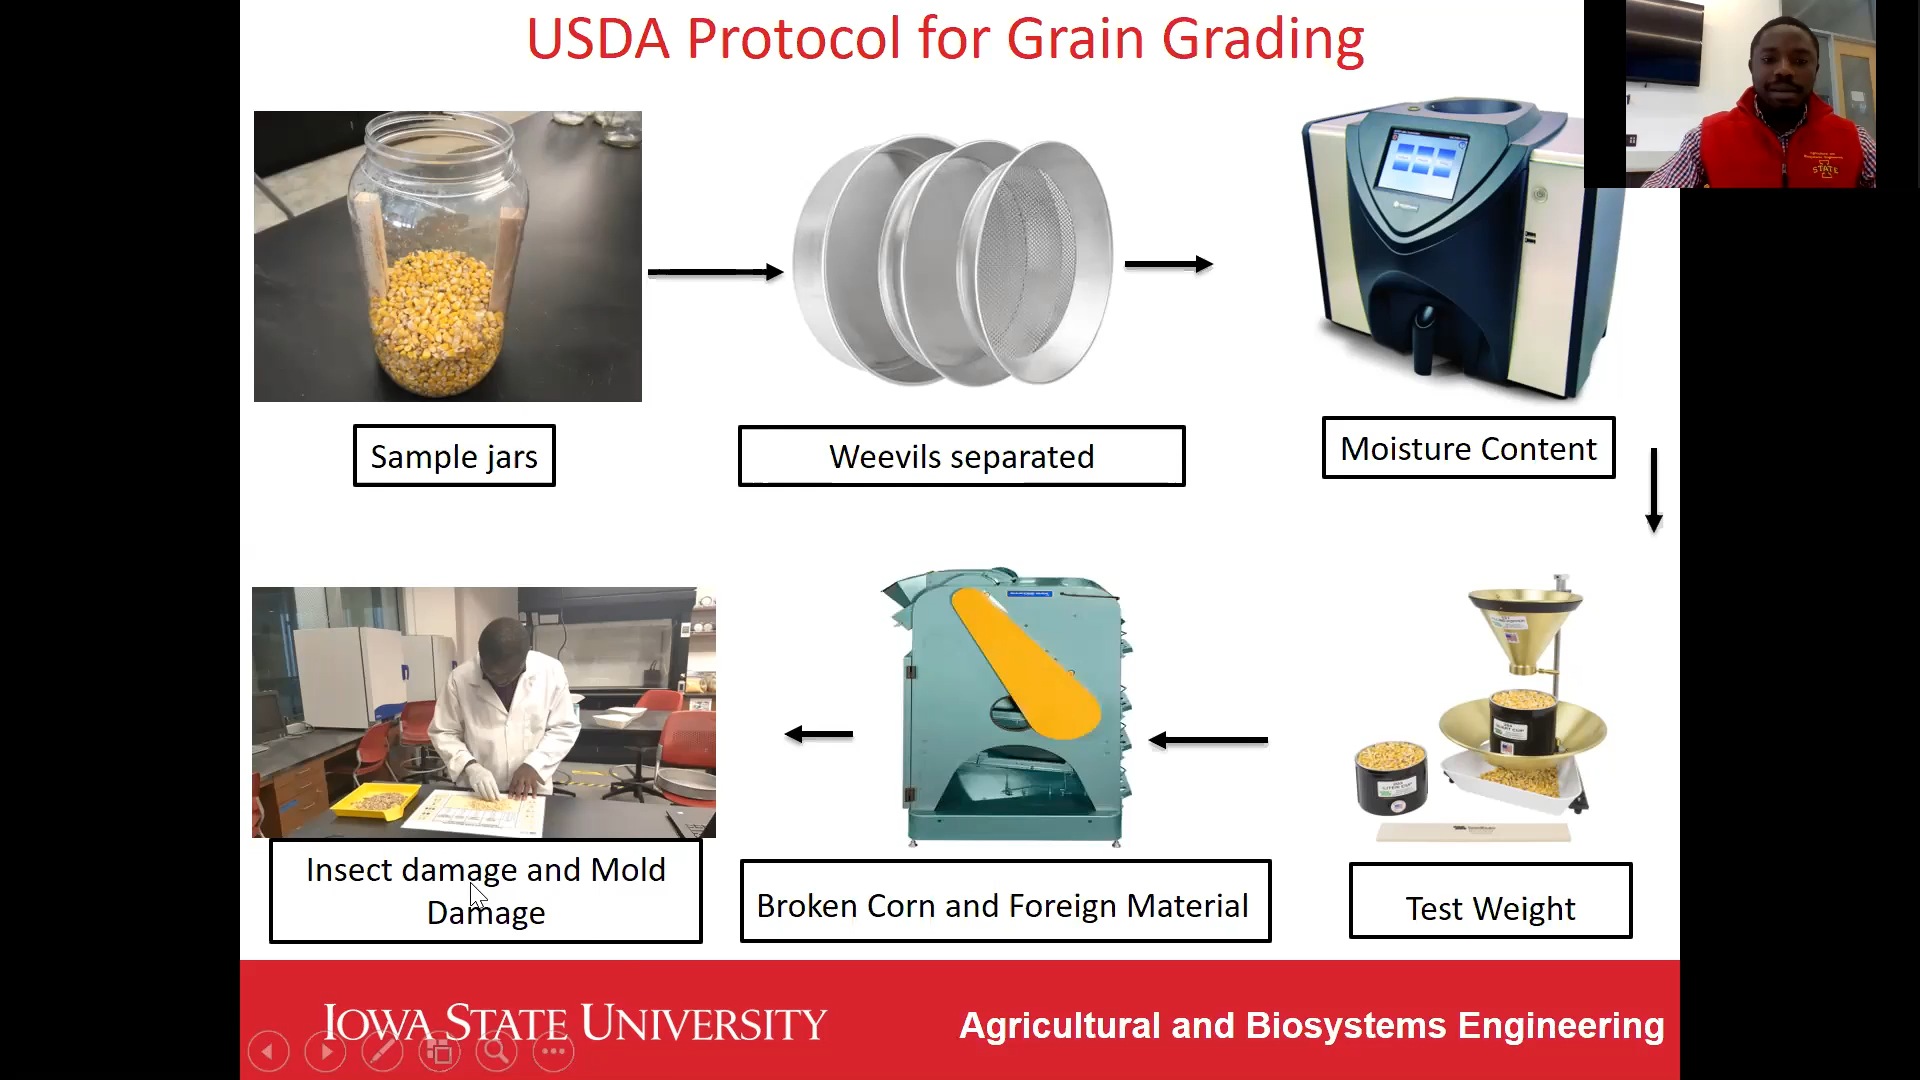 USDA Protocol for Grain Grading
STATE
Sample jars
Weevils separated
Moisture Content
Insect damage and Mold
Damage
Broken Corn and Foreign Material
Test Weight
IOWA STATE UNIVERSITY
Agricultural and Biosystems Engineering